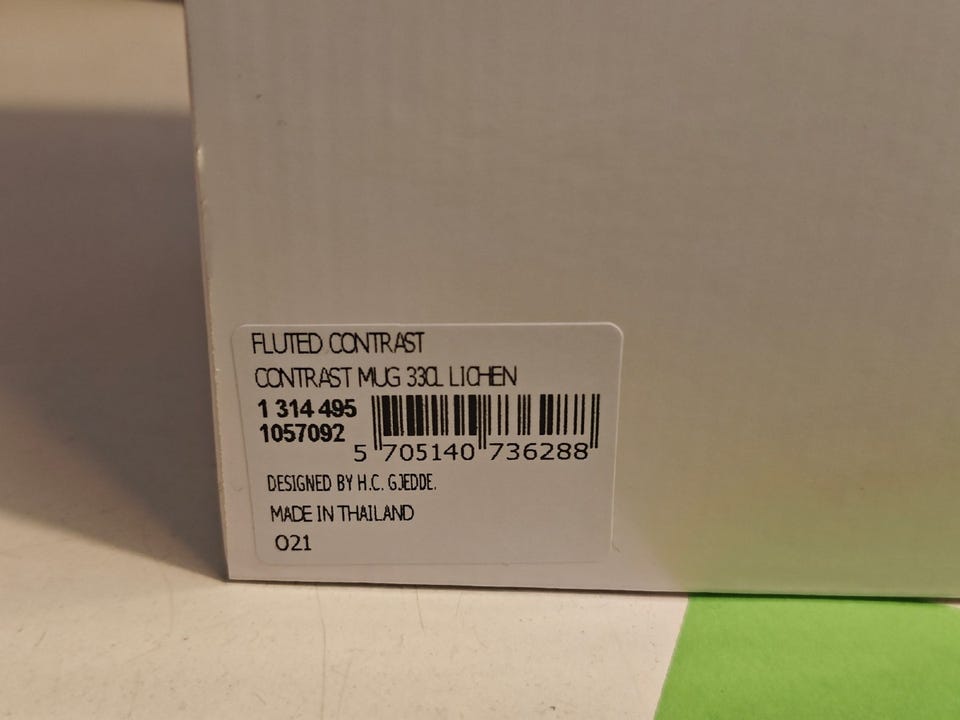 FLUTED CONTRAST
CONTRAST MUG 33CL LICHEN
1 314 495
1057092
5 705140 736288
DESIGNED BY H.C. GJEDDE.
MADE IN THAILAND
O21